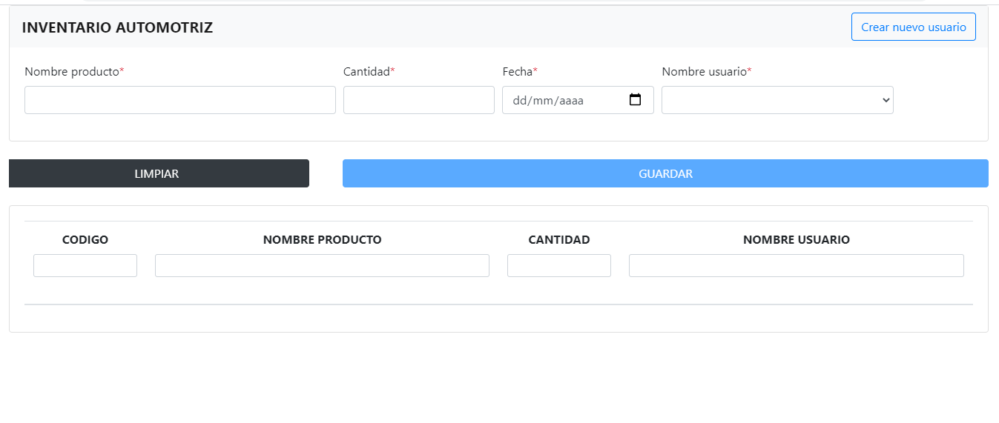 INVENTARIO AUTOMOTRIZ
Crear nuevo usuario
Nombre producto* Cantidad* Fecha* Nombre usuario*
dd/mm/aaaa
LIMPIAR GUARDAR
CODIGO NOMBRE PRODUCTO CANTIDAD NOMBRE USUARIO